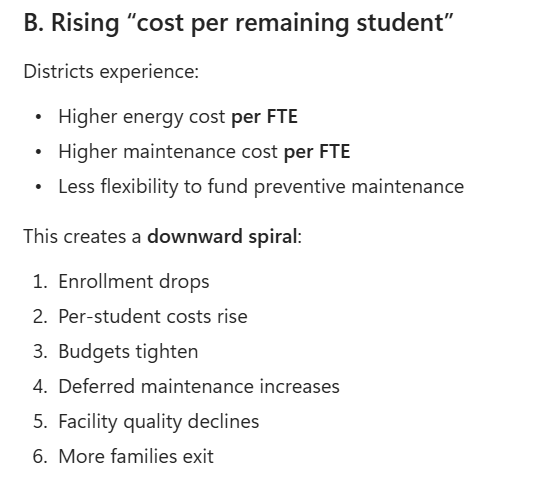 B. Rising “cost per remaining student”
Districts experience:
• Higher energy cost per FTE
• Higher maintenance cost per FTE
• Less flexibility to fund preventive maintenance
This creates a downward spiral:
1. Enrollment drops
2. Per-student costs rise
3. Budgets tighten
4. Deferred maintenance increases
5. Facility quality declines
6. More families exit